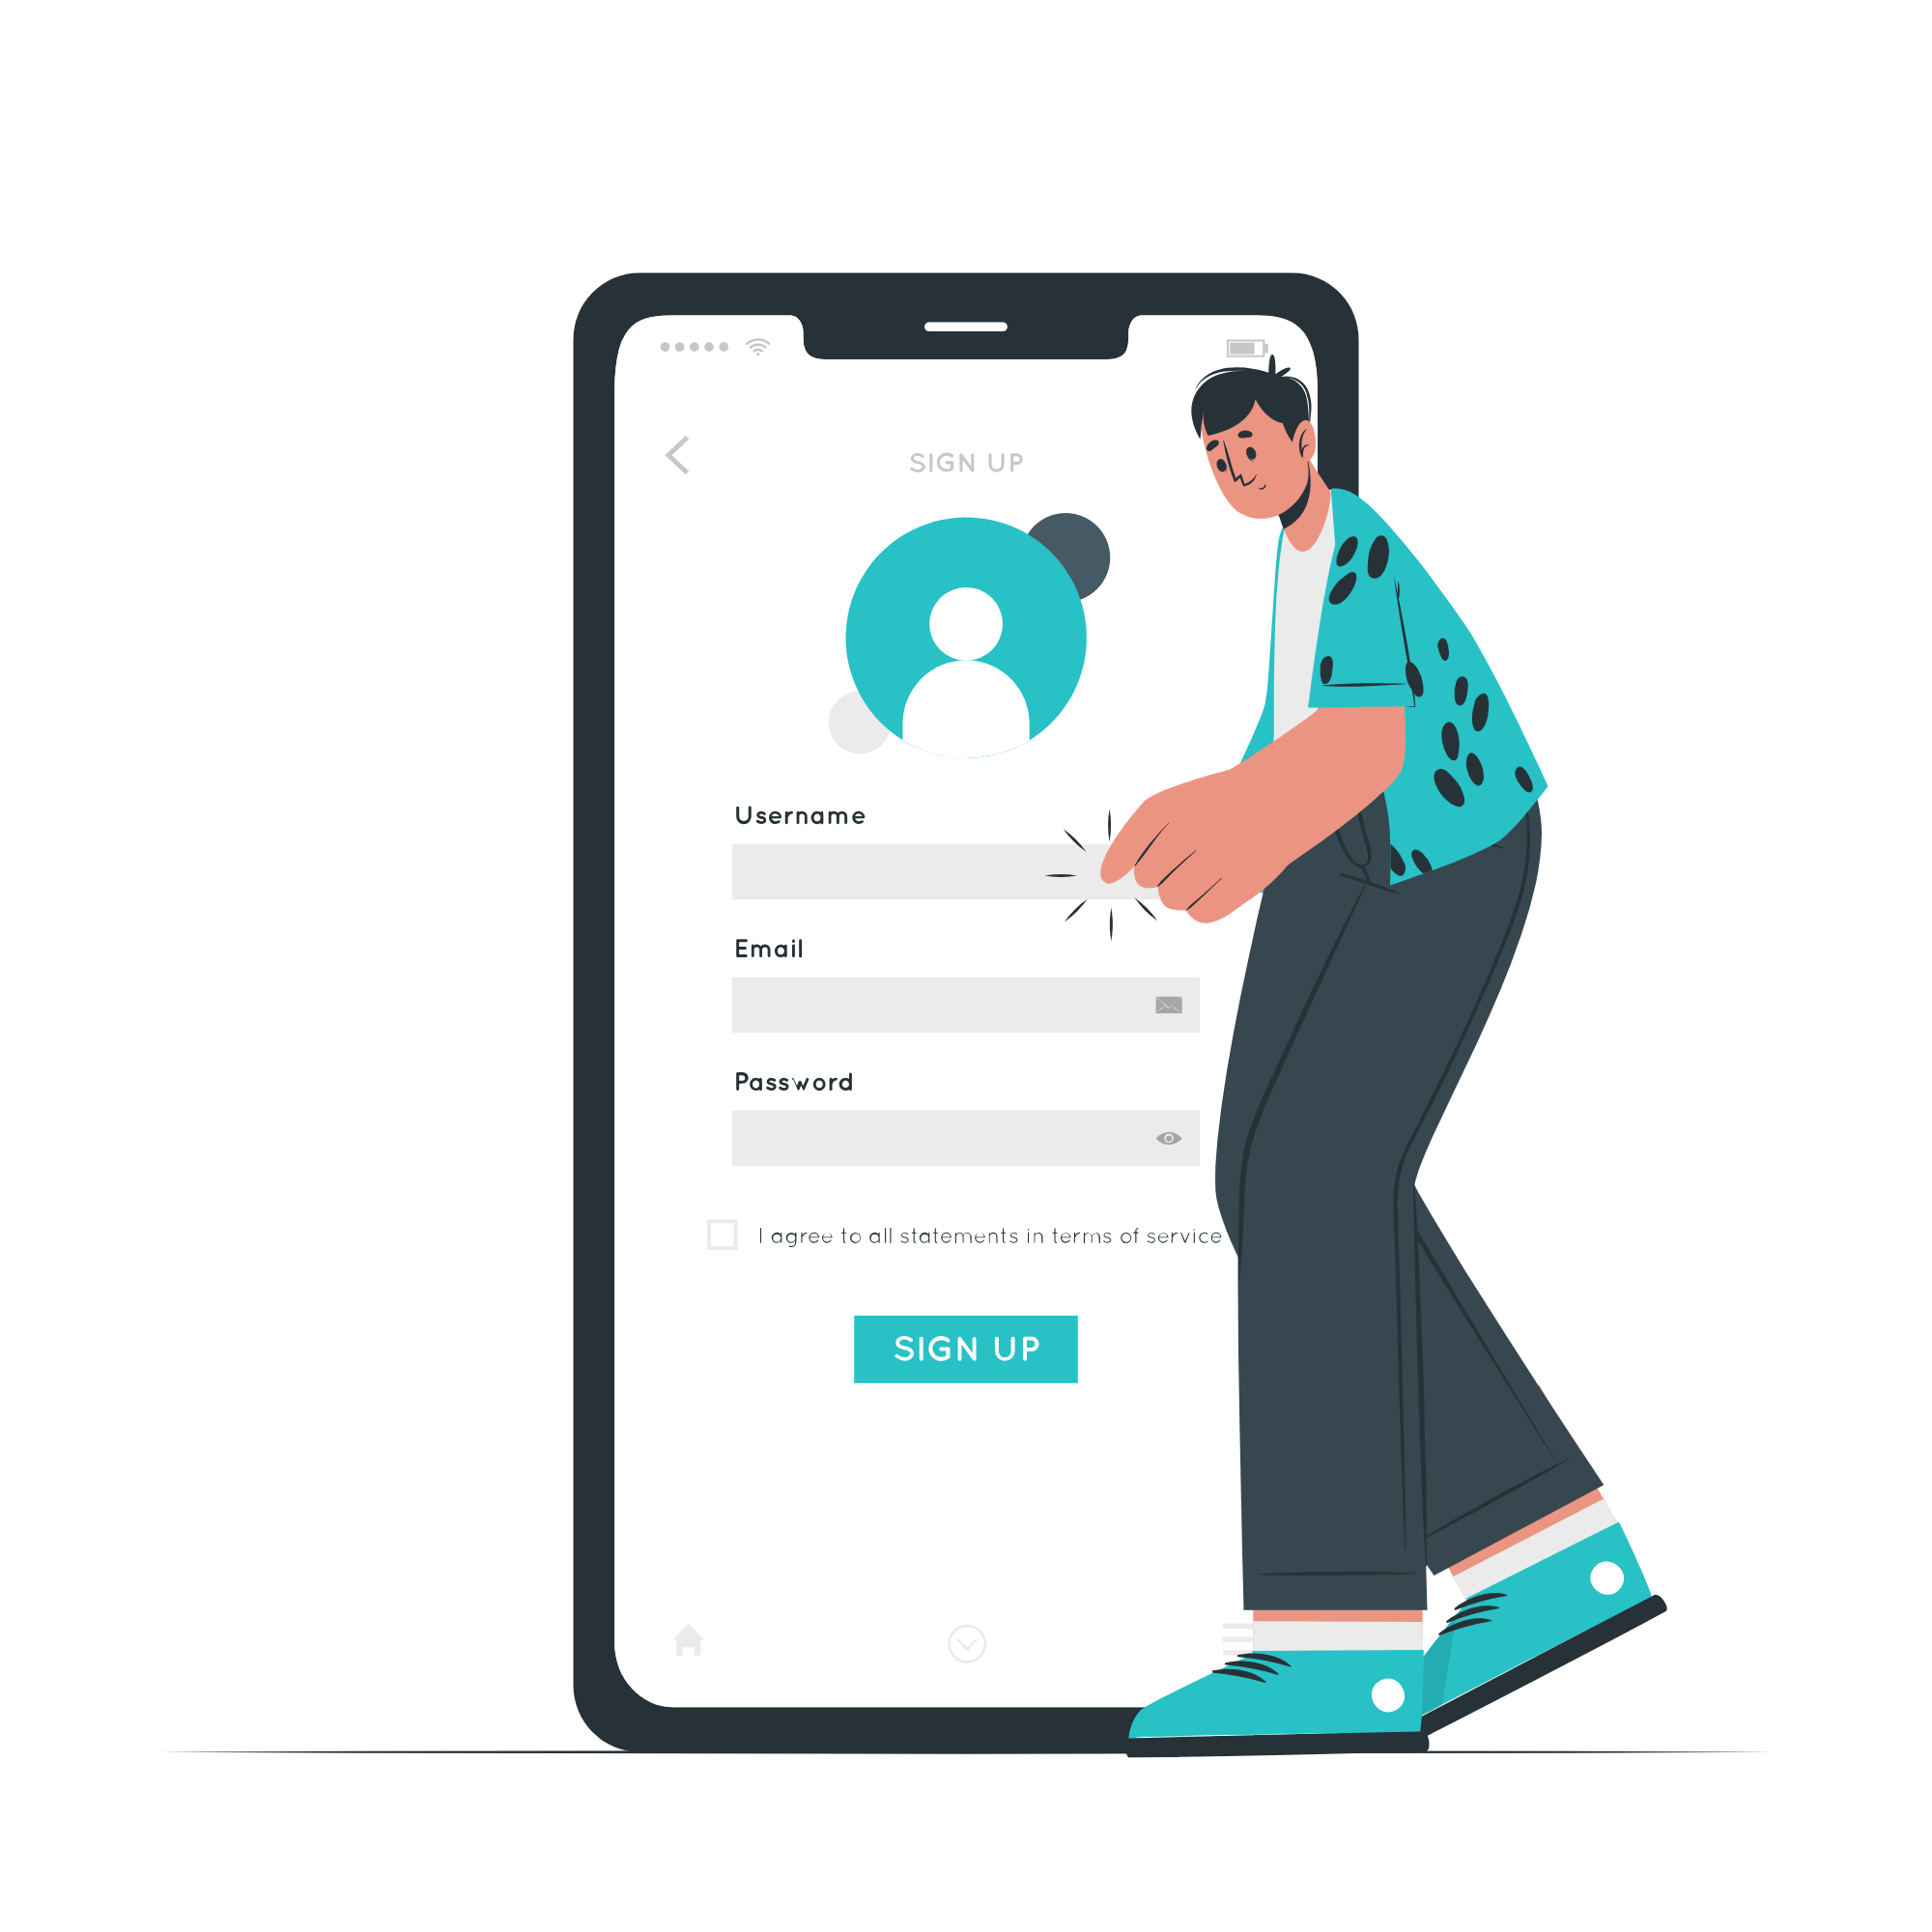 SIGN UP
Username
Email
Password
I agree to all statements in terms of service
SIGN UP